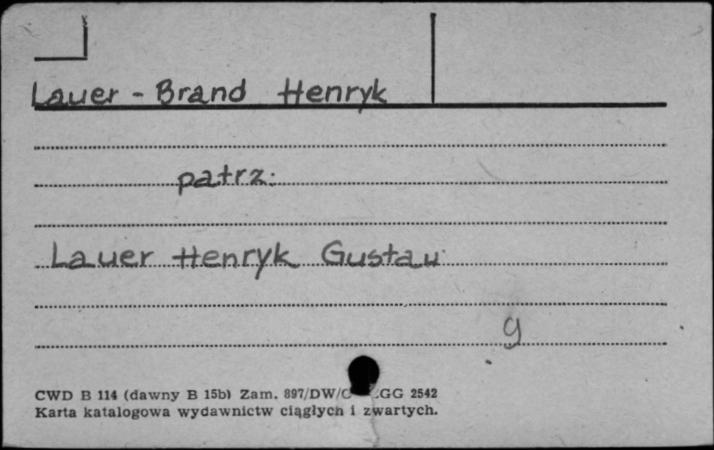 Lauer - Brand Henryk
patrz:
Lauer Henryk Gustaw
g
CWD B 114 (dawny B 15b) Zam. 897/DW/C GG 2542
Karta katalogowa wydawnictw ciągłych i zwartych.